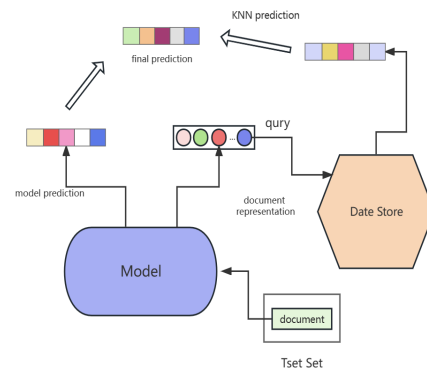 KNN prediction
final prediction
qury
...
model prediction
document
representation
Date Store
Model
document
Tset Set